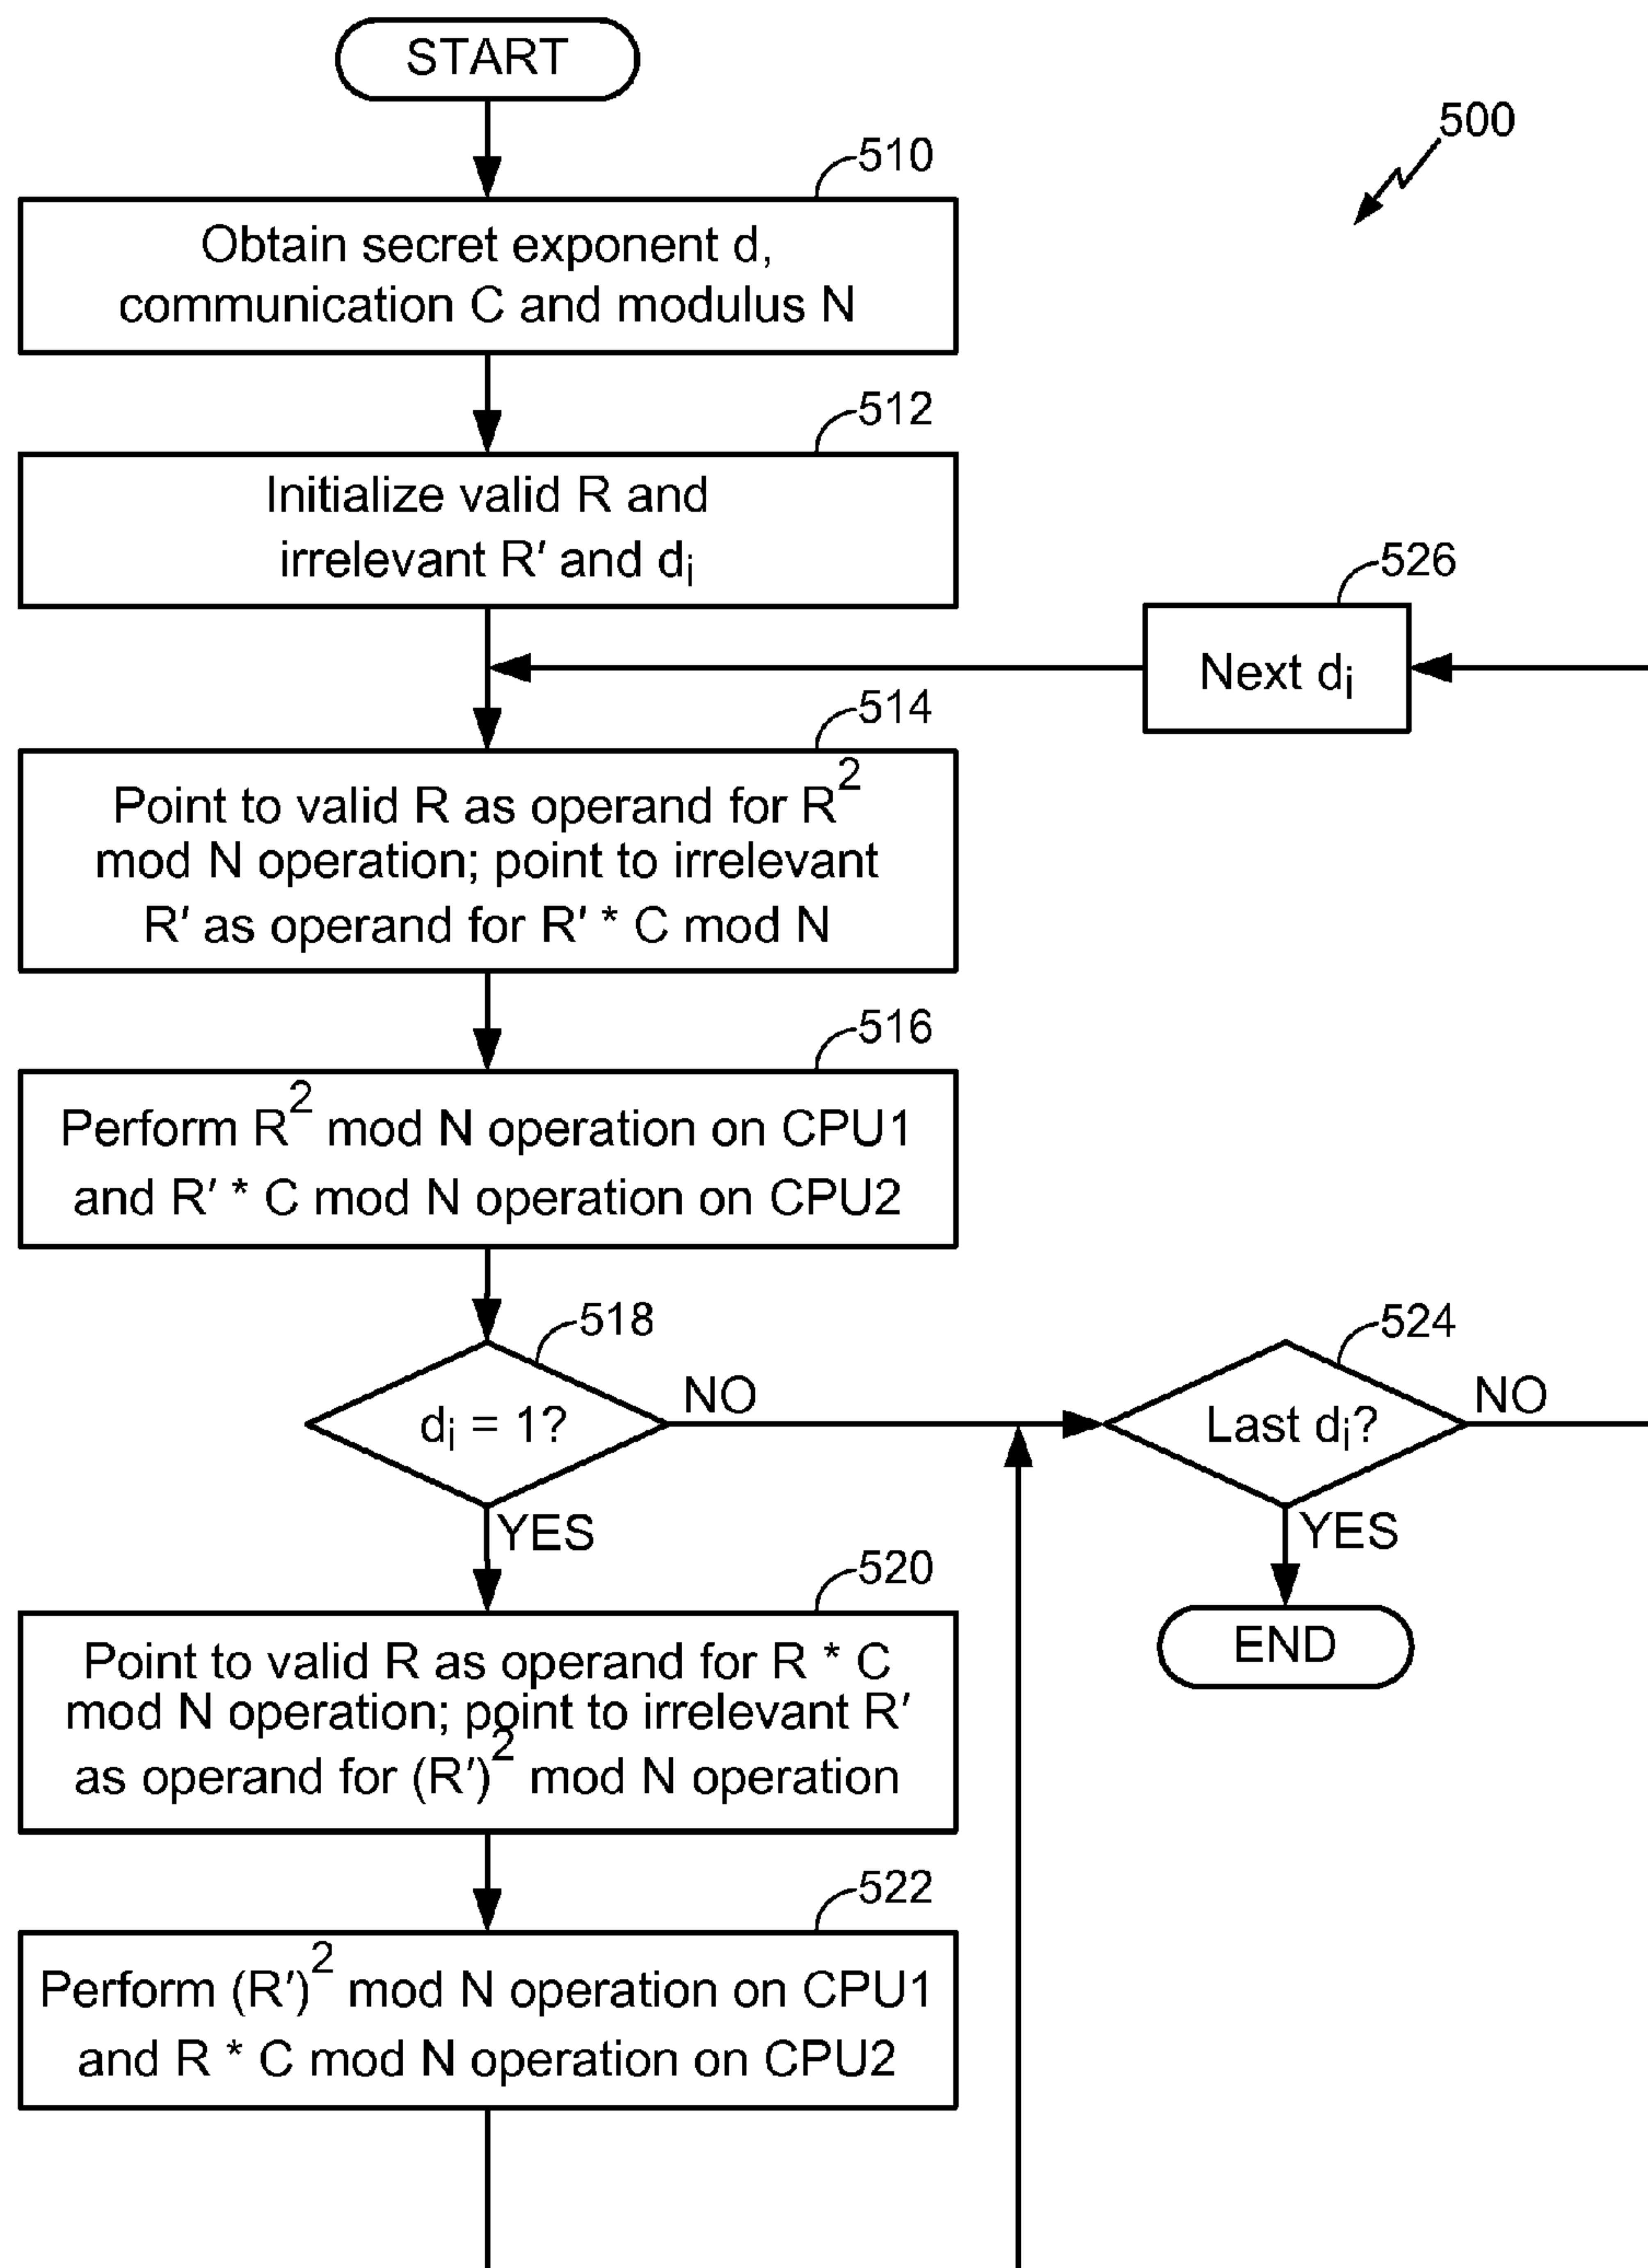 START
500
510
Obtain secret exponent d,
communication C and modulus N
512
Initialize valid R and
irrelevant R' and dᵢ
526
Next dᵢ
514
Point to valid R as operand for R²
mod N operation; point to irrelevant
R' as operand for R' * C mod N
516
Perform R² mod N operation on CPU1
and R' * C mod N operation on CPU2
518
dᵢ = 1?
NO
YES
524
Last dᵢ?
NO
YES
END
520
Point to valid R as operand for R * C
mod N operation; point to irrelevant R'
as operand for (R')² mod N operation
522
Perform (R')² mod N operation on CPU1
and R * C mod N operation on CPU2